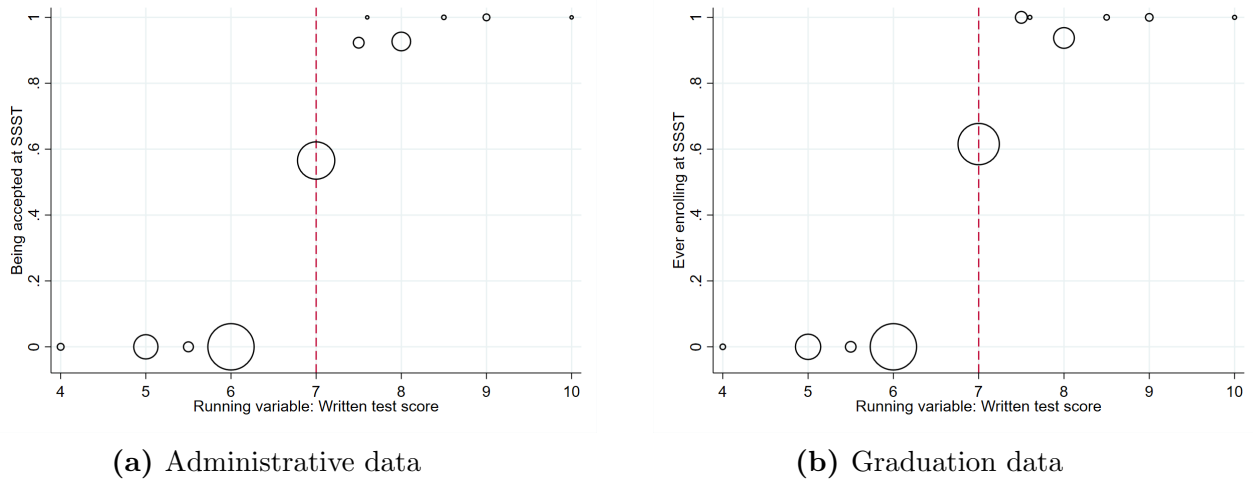 Being accepted at SSST
1
.8
.6
.4
.2
0
4 5 6 7 8 9 10
Running variable: Written test score
(a) Administrative data
Ever enrolling at SSST
1
.8
.6
.4
.2
0
4 5 6 7 8 9 10
Running variable: Written test score
(b) Graduation data